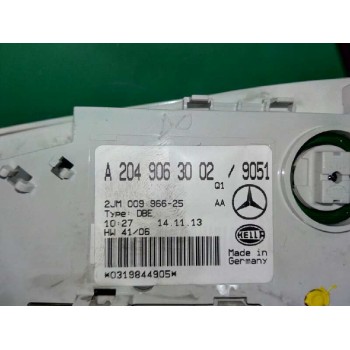 A 204 906 30 02 / 9051
Q1
2JM 009 966-25 AA
Type: DBE
10:27 14.11.13
HW 41/06
HELLA
Made in
Germany
*0319844905*